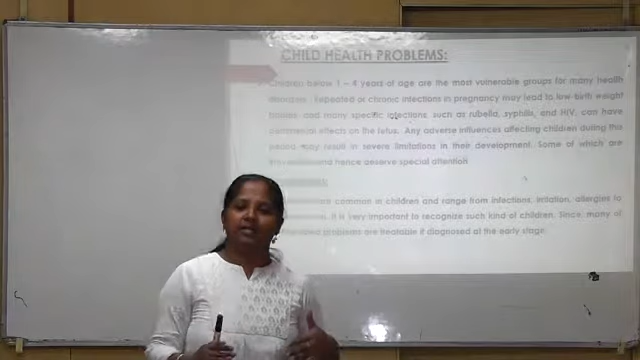 CHILD HEALTH PROBLEMS:
Children below 1 – 4 years of age are the most vulnerable groups for many health
Repeated or chronic infections in pregnancy may lead to low birth weight
and many specific infections, such as rubella, syphilis, and HIV, can have
detrimental effects on the fetus. Any adverse influences affecting children during this
period may result in severe limitations in their development. Some of which are
and hence deserve special attention
common in children and range from infections, irritation, allergies to
it is very important to recognize such kind of children. Since, many of
problems are treatable if diagnosed at the early stage.